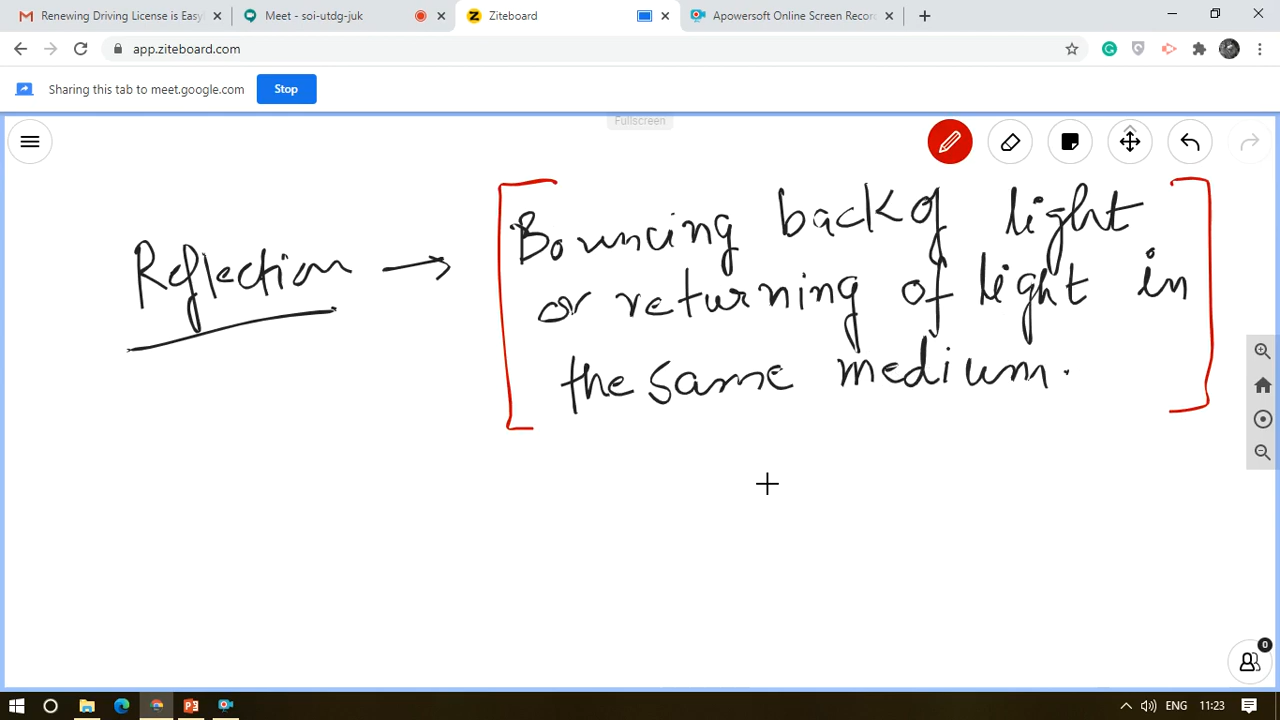 Renewing Driving License is Easy
Meet - soi-utdg-juk
Ziteboard
Apowersoft Online Screen Record
app.ziteboard.com
Sharing this tab to meet.google.com
Stop
Fullscreen
Reflection → Bouncing back of light
or returning of light in
the same medium.
0
ENG
11:23